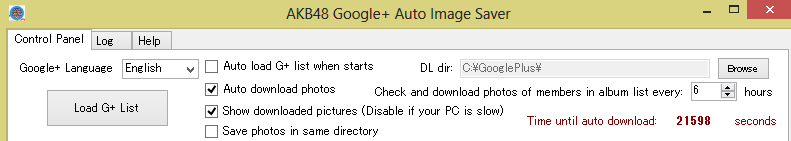 AKB48 Google+ Auto Image Saver
Control Panel Log Help
Google+ Language English Auto load G+ list when starts DL dir: C:¥GooglePlus¥ Browse
Auto download photos Check and download photos of members in album list every: 6 hours
Load G+ List
Show downloaded pictures (Disable if your PC is slow)
Time until auto download: 21598 seconds
Save photos in same directory